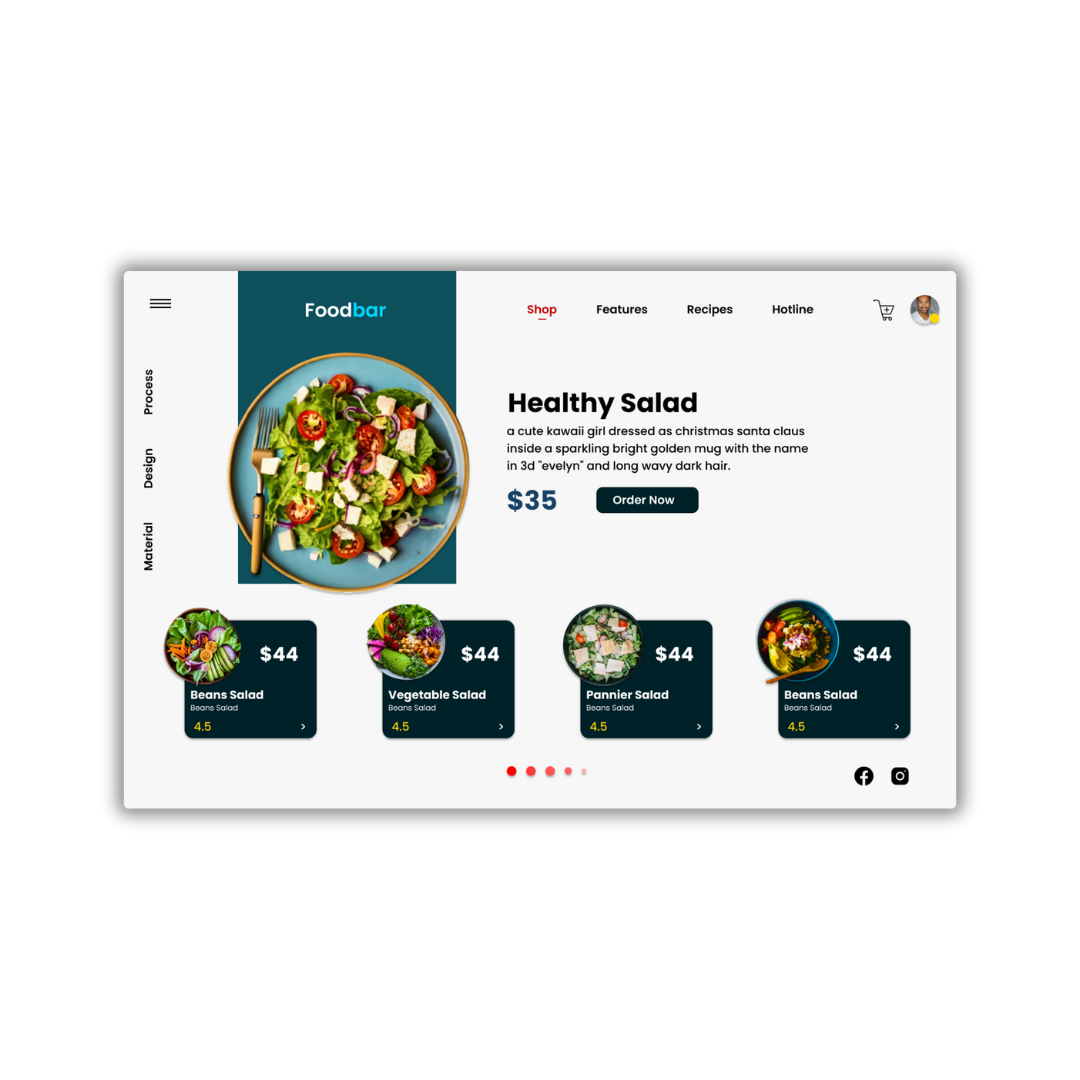 Foodbar
Shop Features Recipes Hotline
Process
Design
Material
Healthy Salad
a cute kawaii girl dressed as christmas santa claus
inside a sparkling bright golden mug with the name
in 3d "evelyn" and long wavy dark hair.
$35 Order Now
$44
Beans Salad
Beans Salad
4.5 >
$44
Vegetable Salad
Beans Salad
4.5 >
$44
Pannier Salad
Beans Salad
4.5 >
$44
Beans Salad
Beans Salad
4.5 >